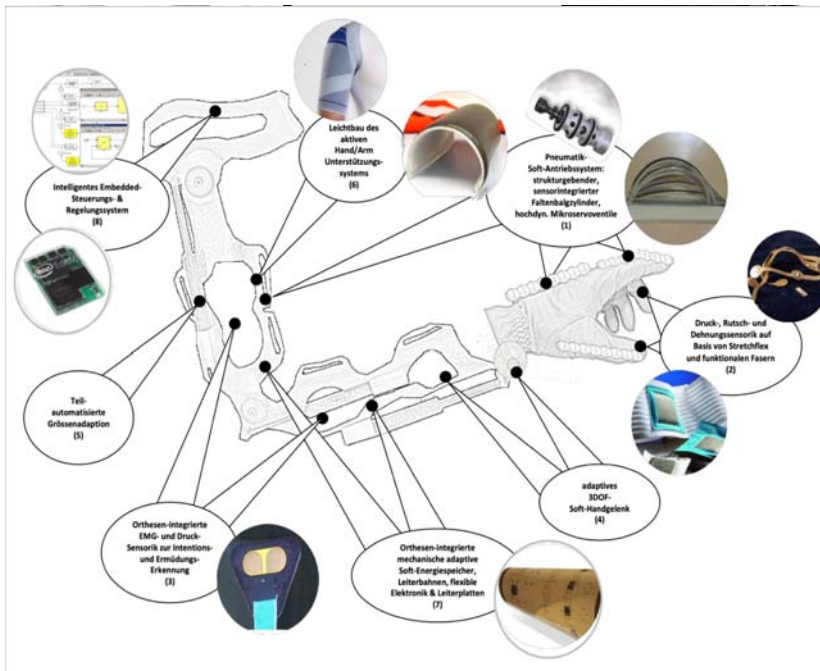 Leichtbau des
aktiven
Hand/Arm
Unterstützungs-
systems
(6)
Pneumatik-
Soft-Antriebssystem:
strukturgebender,
sensorintegrierter
Faltenbalgzylinder,
hochdyn. Mikroservoventile
(1)
Intelligentes Embedded-
Steuerungs- &
Regelungssystem
(8)
Druck-, Rutsch- und
Dehnungssensorik auf
Basis von Stretchflex
und funktionalen Fasern
(2)
Teil-
automatisierte
Grössenadaption
(5)
adaptives
3DOF-
Soft-Handgelenk
(4)
Orthesen-integrierte
EMG- und Druck-
Sensorik zur Intentions-
und Ermüdungs-
Erkennung
(3)
Orthesen-integrierte
mechanische adaptive
Soft-Energiespeicher,
Leiterbahnen, flexible
Elektronik & Leiterplatten
(7)